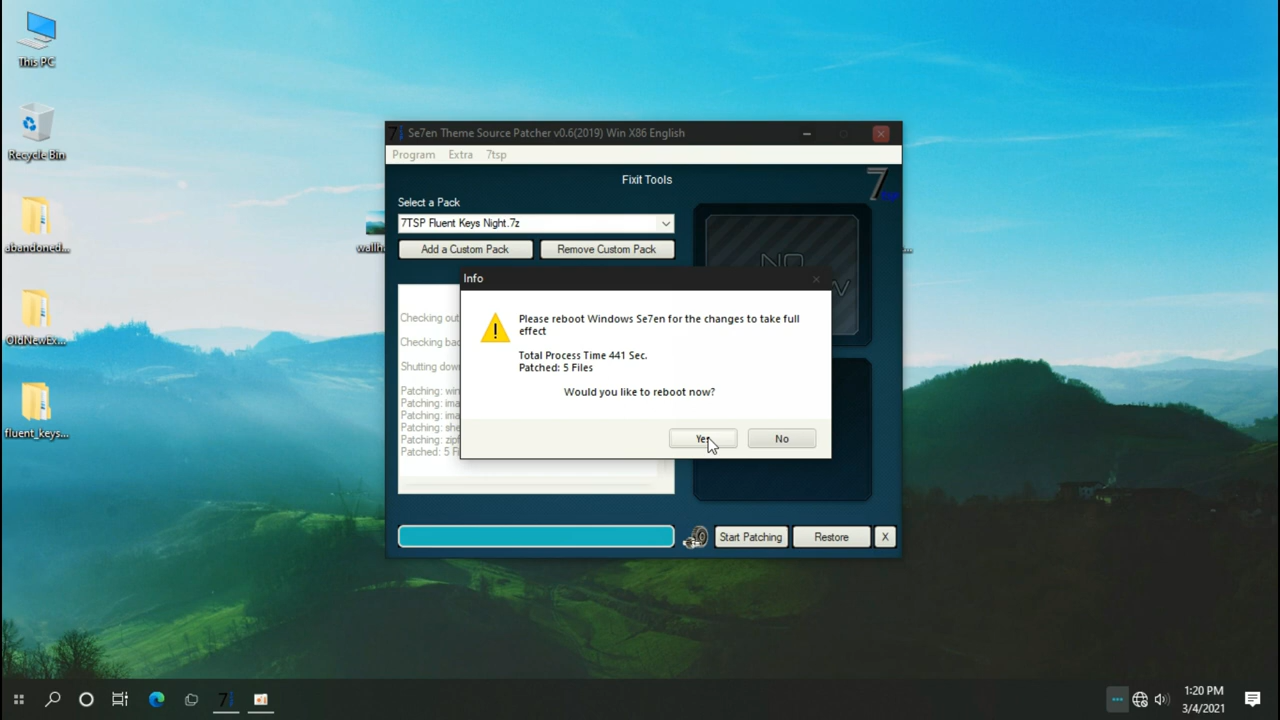 This PC
Recycle Bin
abandoned...
OldNewEx...
fluent_keys...
wallh
...
Se7en Theme Source Patcher v0.6(2019) Win X86 English
Program Extra 7tsp
Fixit Tools
Select a Pack
7TSP Fluent Keys Night.7z
Add a Custom Pack Remove Custom Pack
NO
Checking out
Checking bac
Shutting dow
Patching: win
Patching: ima
Patching: ima
Patching: she
Patching: zipf
Patched: 5 Fi
Info
Please reboot Windows Se7en for the changes to take full
effect
Total Process Time 441 Sec.
Patched: 5 Files
Would you like to reboot now?
Yes No
Start Patching Restore X
1:20 PM
3/4/2021